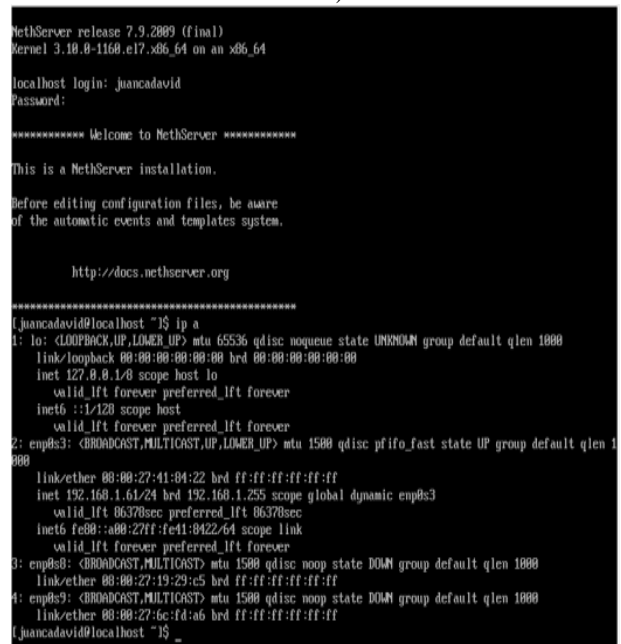 NethServer release 7.9.2009 (final)
Kernel 3.10.0-1160.el7.x86_64 on an x86_64
localhost login: juancadavid
Password:
************ Welcome to NethServer ************
This is a NethServer installation.
Before editing configuration files, be aware
of the automatic events and templates system.
http://docs.nethserver.org
***********************************************
[juancadavid@localhost ~]$ ip a
1: lo: <LOOPBACK,UP,LOWER_UP> mtu 65536 qdisc noqueue state UNKNOWN group default qlen 1000
link/loopback 00:00:00:00:00:00 brd 00:00:00:00:00:00
inet 127.0.0.1/8 scope host lo
valid_lft forever preferred_lft forever
inet6 ::1/128 scope host
valid_lft forever preferred_lft forever
2: enp0s3: <BROADCAST,MULTICAST,UP,LOWER_UP> mtu 1500 qdisc pfifo_fast state UP group default qlen 1
000
link/ether 08:00:27:41:84:22 brd ff:ff:ff:ff:ff:ff
inet 192.168.1.61/24 brd 192.168.1.255 scope global dynamic enp0s3
valid_lft 86378sec preferred_lft 86378sec
inet6 fe80::a00:27ff:fe41:8422/64 scope link
valid_lft forever preferred_lft forever
3: enp0s8: <BROADCAST,MULTICAST> mtu 1500 qdisc noop state DOWN group default qlen 1000
link/ether 08:00:27:19:29:c5 brd ff:ff:ff:ff:ff:ff
4: enp0s9: <BROADCAST,MULTICAST> mtu 1500 qdisc noop state DOWN group default qlen 1000
link/ether 08:00:27:6c:fd:a6 brd ff:ff:ff:ff:ff:ff
[juancadavid@localhost ~]$ _